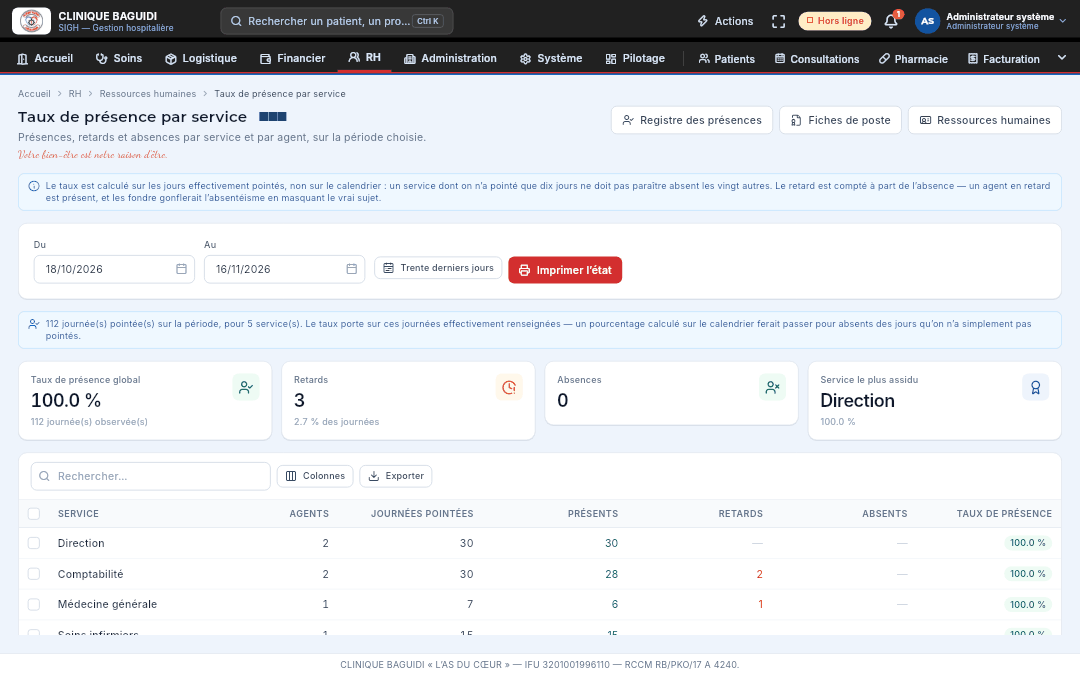 CLINIQUE BAGUIDI
SIGH — Gestion hospitalière
Rechercher un patient, un pro... Ctrl K
Actions
Hors ligne
1
AS
Administrateur système
Administrateur système
Accueil
Soins
Logistique
Financier
RH
Administration
Système
Pilotage
Patients
Consultations
Pharmacie
Facturation
Accueil > RH > Ressources humaines > Taux de présence par service
Taux de présence par service
Registre des présences
Fiches de poste
Ressources humaines
Présences, retards et absences par service et par agent, sur la période choisie.
Votre bien-être est notre raison d'être.
Le taux est calculé sur les jours effectivement pointés, non sur le calendrier : un service dont on n'a pointé que dix jours ne doit pas paraître absent les vingt autres. Le retard est compté à part de l'absence — un agent en retard
est présent, et les fondre gonflerait l'absentéisme en masquant le vrai sujet.
Du
Au
18/10/2026
16/11/2026
Trente derniers jours
Imprimer l'état
112 journée(s) pointée(s) sur la période, pour 5 service(s). Le taux porte sur ces journées effectivement renseignées — un pourcentage calculé sur le calendrier ferait passer pour absents des jours qu'on n'a simplement pas
pointés.
Taux de présence global
100.0 %
112 journée(s) observée(s)
Retards
3
2.7 % des journées
Absences
0
Service le plus assidu
Direction
100.0 %
Rechercher...
Colonnes
Exporter
SERVICE AGENTS JOURNÉES POINTÉES PRÉSENTS RETARDS ABSENTS TAUX DE PRÉSENCE
Direction 2 30 30 — — 100.0 %
Comptabilité 2 30 28 2 — 100.0 %
Médecine générale 1 7 6 1 — 100.0 %
Soins infirmiers 1 15 15 — — 100.0 %
CLINIQUE BAGUIDI « L'AS DU CŒUR » — IFU 3201001996110 — RCCM RB/PKO/17 A 4240.